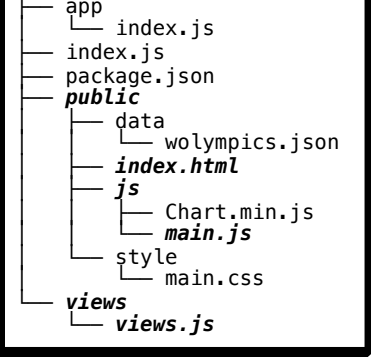 app
index.js
index.js
package.json
public
data
wolympics.json
index.html
js
Chart.min.js
main.js
style
main.css
views
views.js